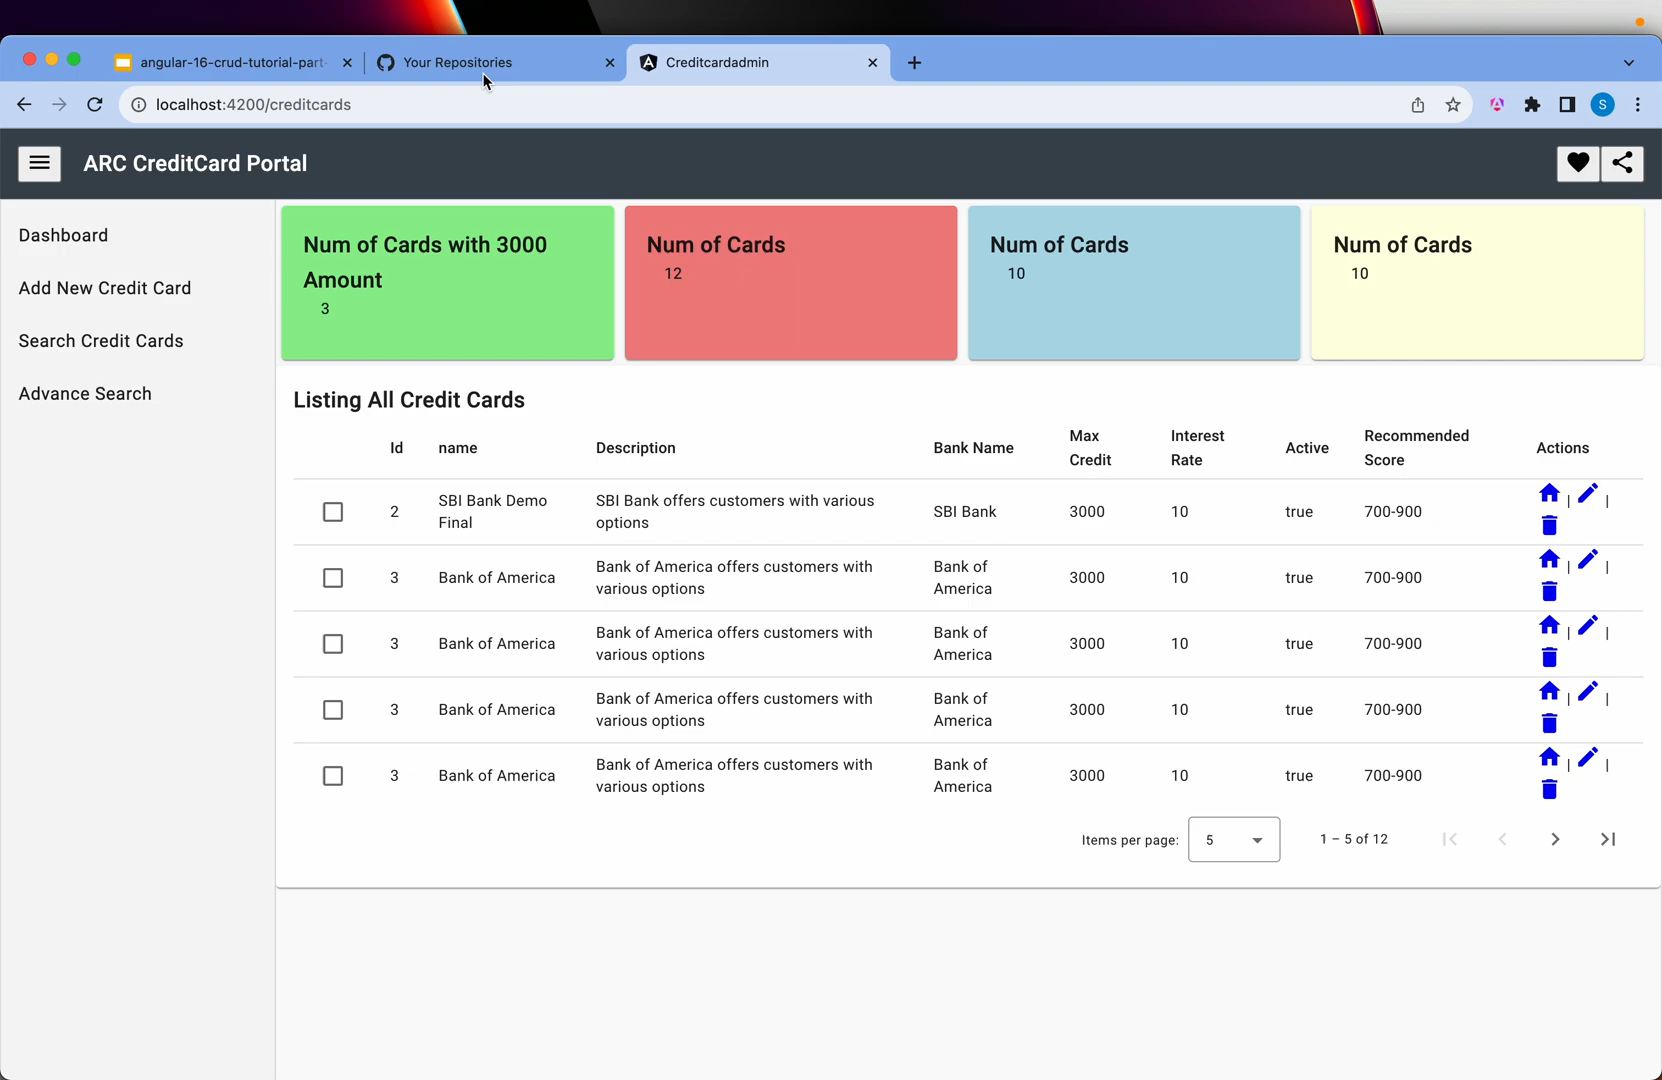 angular-16-crud-tutorial-part-
Your Repositories
Creditcardadmin
localhost:4200/creditcards
S
ARC CreditCard Portal
Dashboard
Add New Credit Card
Search Credit Cards
Advance Search
Num of Cards with 3000
Amount
3
Num of Cards
12
Num of Cards
10
Num of Cards
10
Listing All Credit Cards
Id name Description Bank Name Max Credit Interest Rate Active Recommended Score Actions
2 SBI Bank Demo Final SBI Bank offers customers with various options SBI Bank 3000 10 true 700-900 | |
3 Bank of America Bank of America offers customers with various options Bank of America 3000 10 true 700-900 | |
3 Bank of America Bank of America offers customers with various options Bank of America 3000 10 true 700-900 | |
3 Bank of America Bank of America offers customers with various options Bank of America 3000 10 true 700-900 | |
3 Bank of America Bank of America offers customers with various options Bank of America 3000 10 true 700-900 | |
Items per page: 5 1 – 5 of 12